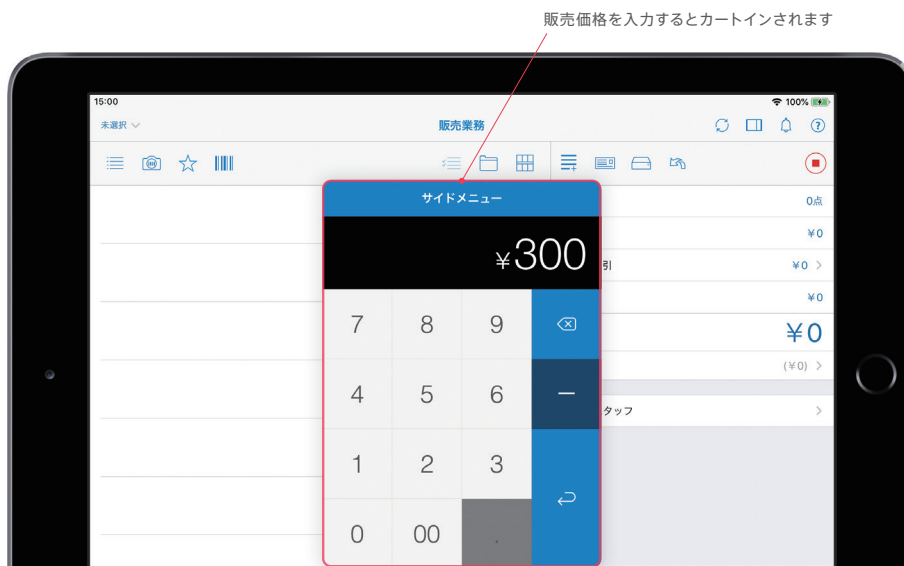 販売価格を入力するとカートインされます
15:00
100%
未選択
販売業務
サイドメニュー
0点
¥300
¥0
引
¥0
¥0
7 8 9
¥0
(¥0)
4 5 6 −
タッフ
1 2 3
0 00 .